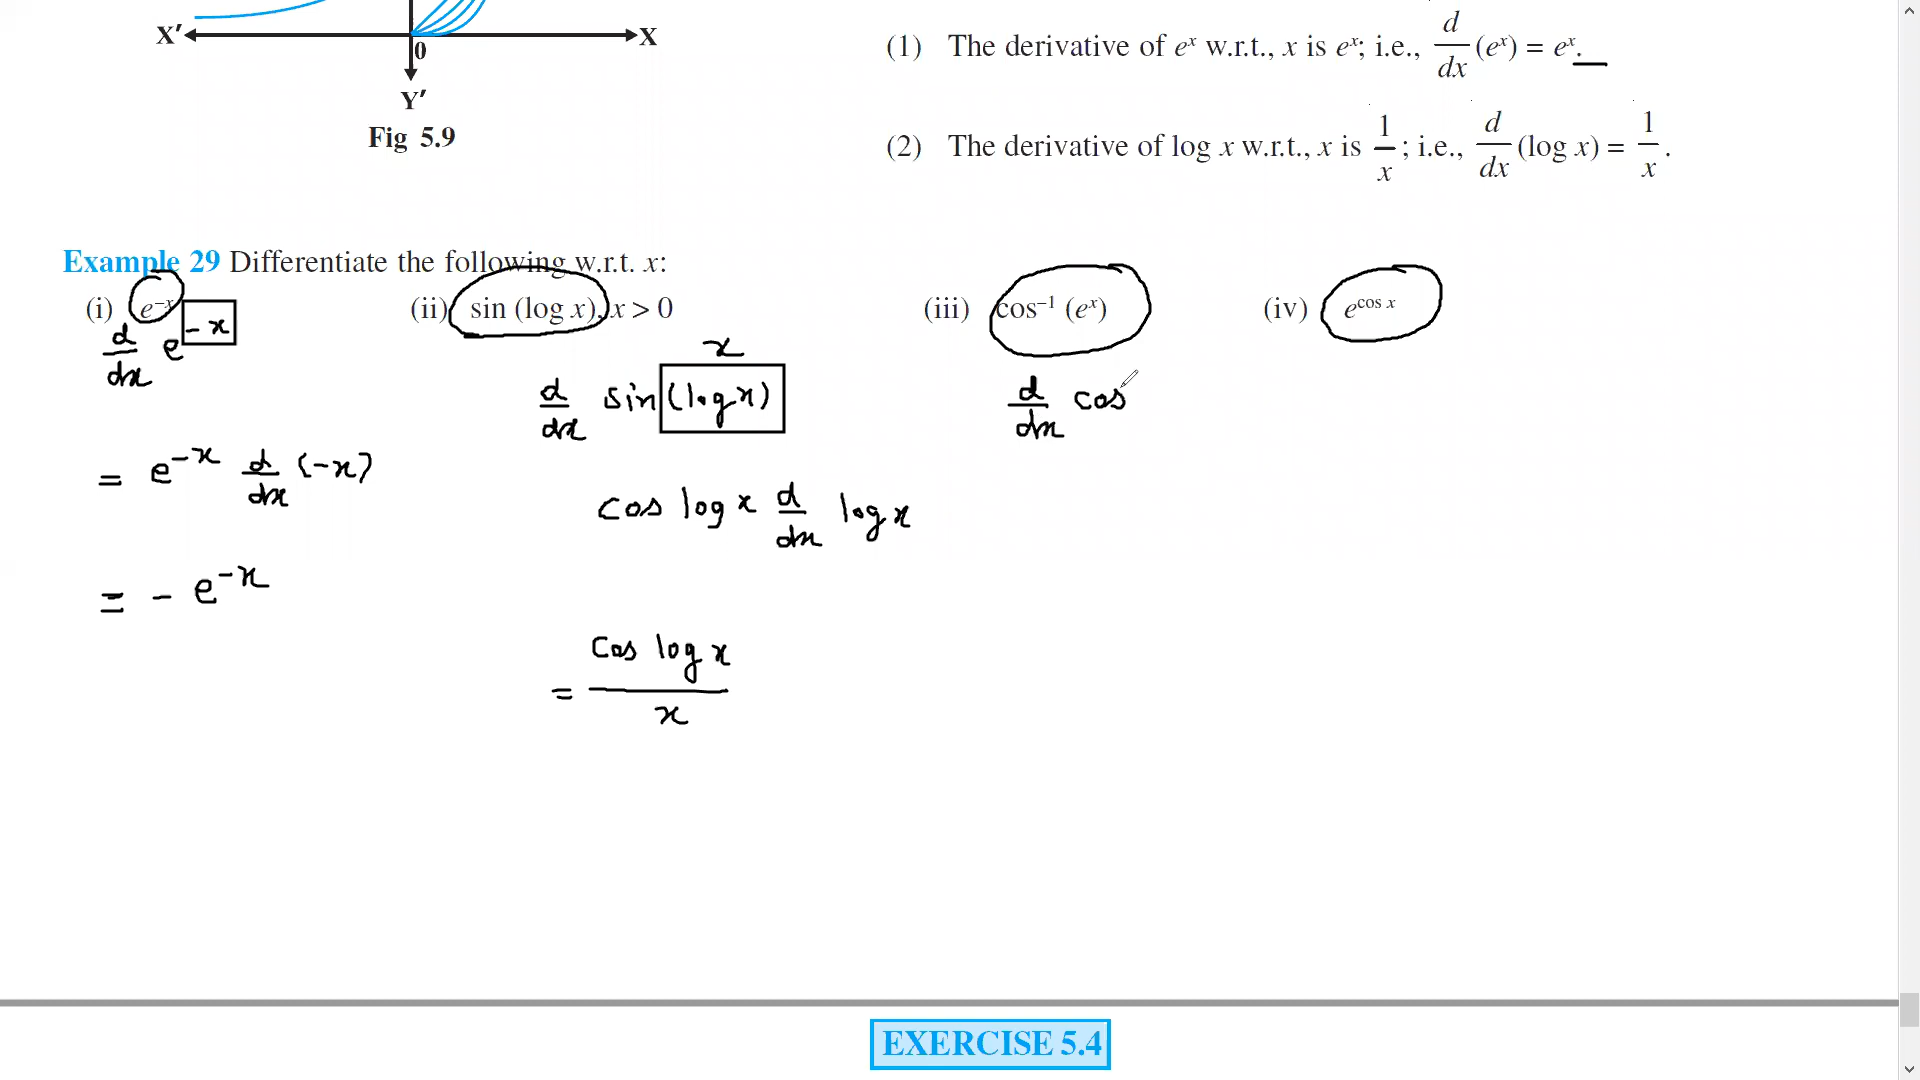 X′ X
0
Y′
Fig 5.9
(1) The derivative of eˣ w.r.t., x is eˣ; i.e., d/dx (eˣ) = eˣ.
(2) The derivative of log x w.r.t., x is 1/x ; i.e., d/dx (log x) = 1/x .
Example 29 Differentiate the following w.r.t. x:
(i) e⁻ˣ (ii) sin (log x), x > 0 (iii) cos⁻¹ (eˣ) (iv) e^cos x
d/dx e^-x
x
d/dx sin (log x)
d/dx cos
= e^-x d/dx (-x)
cos log x d/dx log x
= - e^-x
= cos log x / x
EXERCISE 5.4